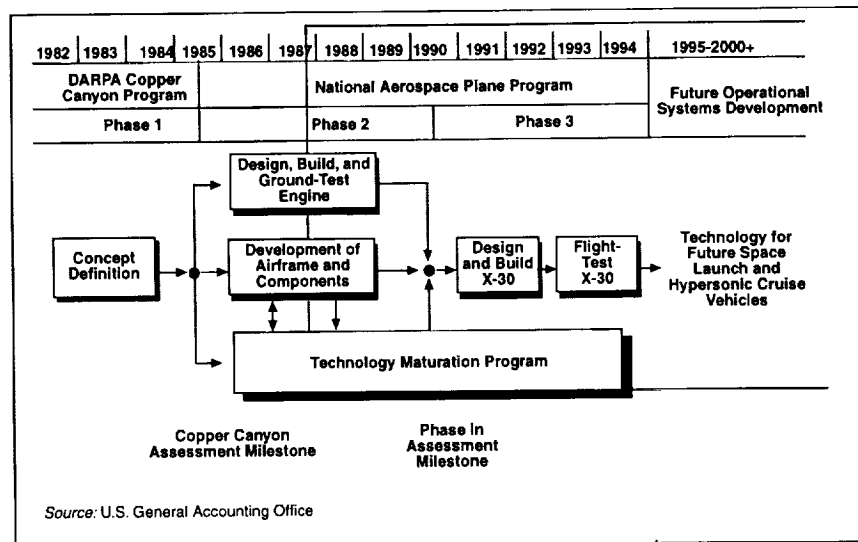 1982 1983 1984 1985 1986 1987 1988 1989 1990 1991 1992 1993 1994 1995-2000+
DARPA Copper
Canyon Program
National Aerospace Plane Program
Future Operational
Systems Development
Phase 1 Phase 2 Phase 3
Design, Build, and
Ground-Test
Engine
Concept
Definition
Development of
Airframe and
Components
Design
and Build
X-30
Flight-
Test
X-30
Technology for
Future Space
Launch and
Hypersonic Cruise
Vehicles
Technology Maturation Program
Copper Canyon
Assessment Milestone
Phase in
Assessment
Milestone
Source: U.S. General Accounting Office